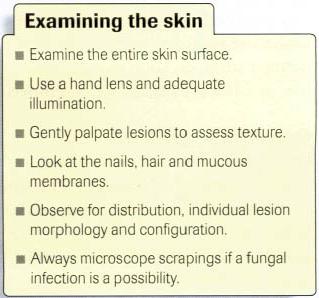 Examining the skin
■ Examine the entire skin surface.
■ Use a hand lens and adequate
illumination.
■ Gently palpate lesions to assess texture.
■ Look at the nails, hair and mucous
membranes.
■ Observe for distribution, individual lesion
morphology and configuration.
■ Always microscope scrapings if a fungal
infection is a possibility.